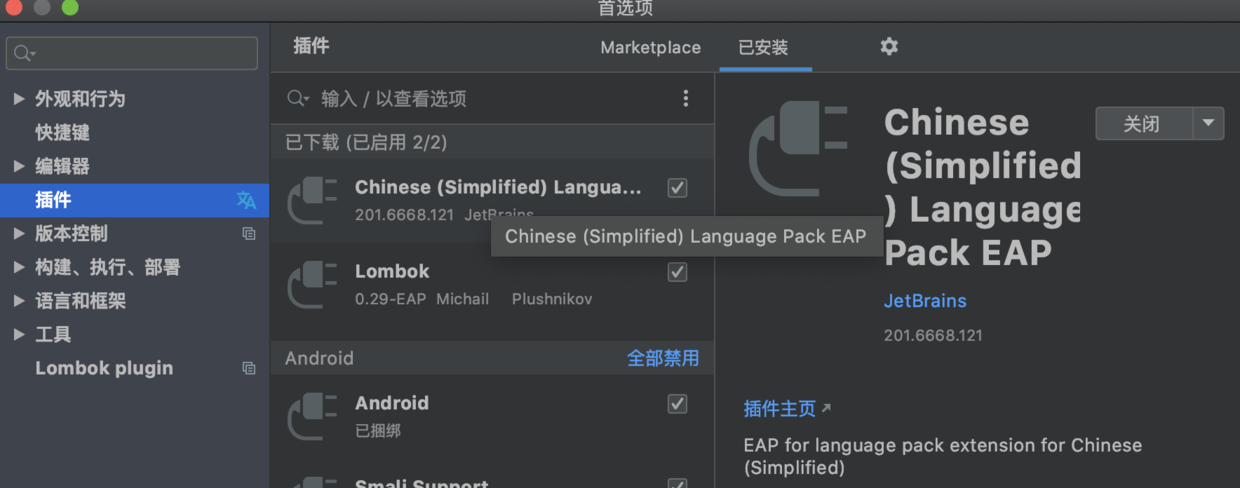 首选项
外观和行为
快捷键
编辑器
插件
版本控制
构建、执行、部署
语言和框架
工具
Lombok plugin
插件
Marketplace
已安装
输入 / 以查看选项
已下载 (已启用 2/2)
Chinese (Simplified) Langua...
201.6668.121 JetBrains
Chinese (Simplified) Language Pack EAP
Lombok
0.29-EAP Michail Plushnikov
Android
全部禁用
Android
已捆绑
Smali Support
Chinese
(Simplified
) Language
Pack EAP
关闭
JetBrains
201.6668.121
插件主页
EAP for language pack extension for Chinese
(Simplified)